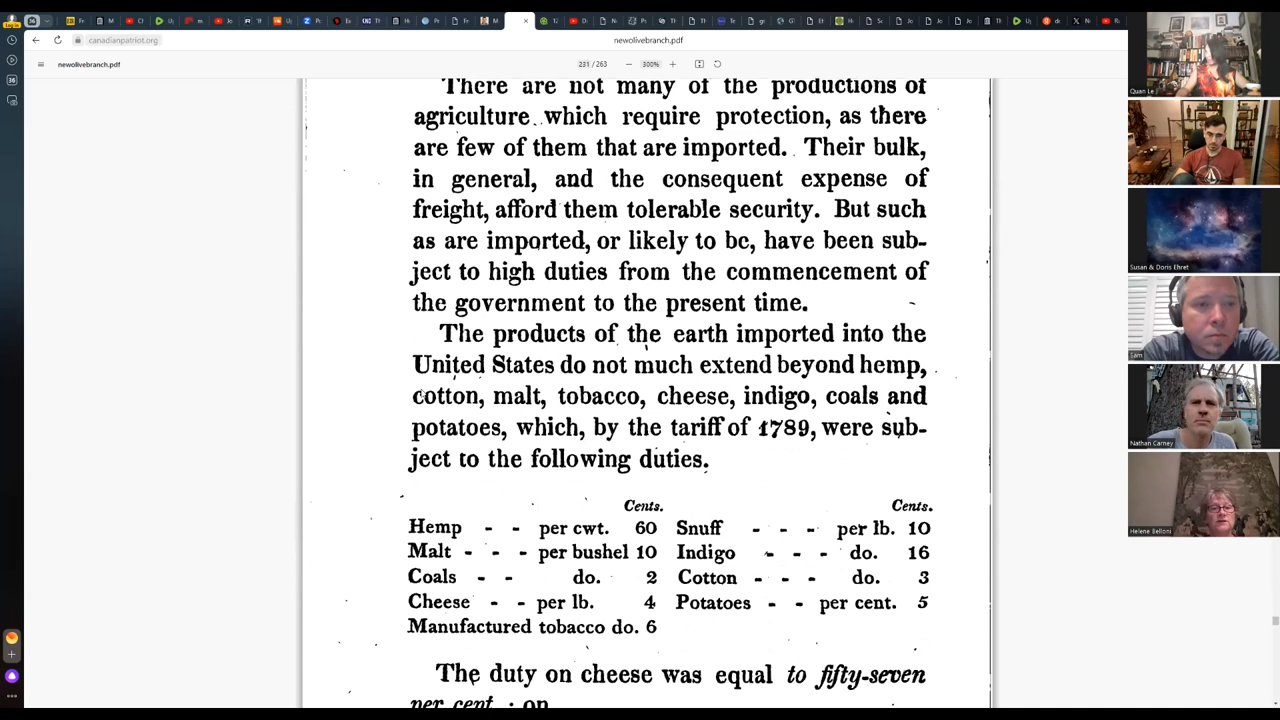 canadianpatriot.org
newolivebranch.pdf
newolivebranch.pdf
231 / 263
300%
There are not many of the productions of
agriculture which require protection, as there
are few of them that are imported. Their bulk,
in general, and the consequent expense of
freight, afford them tolerable security. But such
as are imported, or likely to be, have been sub-
ject to high duties from the commencement of
the government to the present time.
The products of the earth imported into the
United States do not much extend beyond hemp,
cotton, malt, tobacco, cheese, indigo, coals and
potatoes, which, by the tariff of 1789, were sub-
ject to the following duties.
Cents. Cents.
Hemp - - per cwt. 60 Snuff - - - per lb. 10
Malt - - - per bushel 10 Indigo - - - do. 16
Coals - - do. 2 Cotton - - - do. 3
Cheese - - per lb. 4 Potatoes - - per cent. 5
Manufactured tobacco do. 6
The duty on cheese was equal to fifty-seven
per cent.; on
Quan Le
Susan & Doris Ehret
Sam
Nathan Carney
Helene Belloni